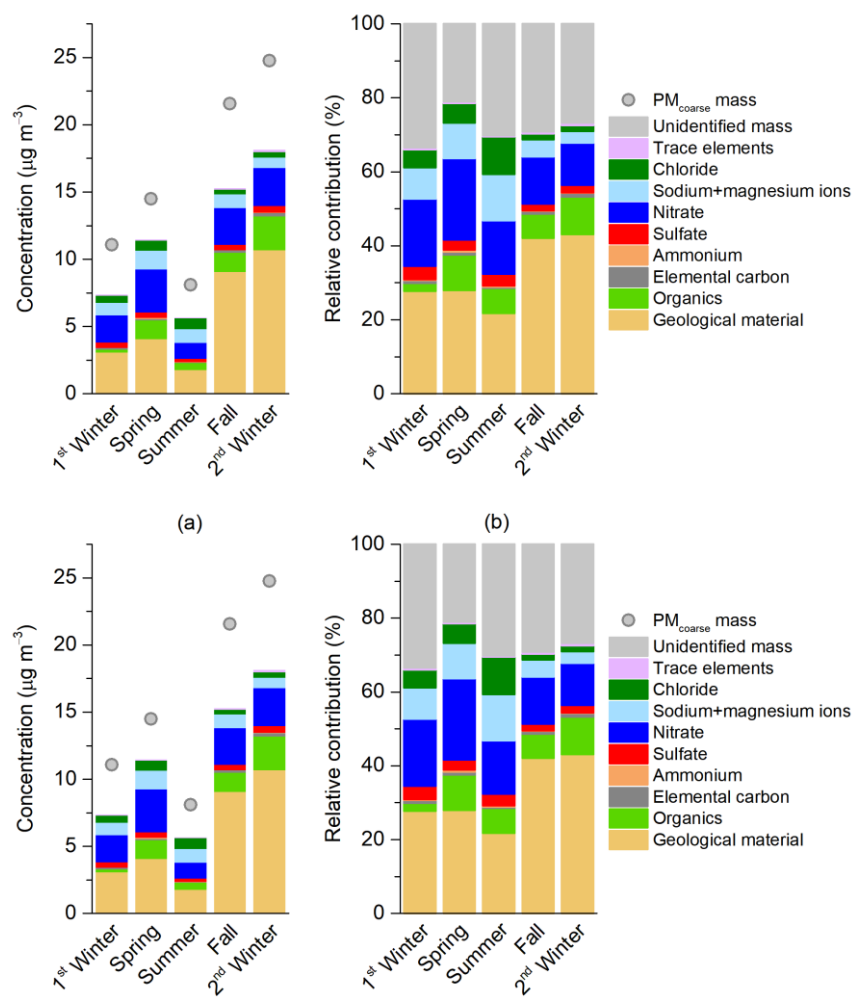 Concentration (µg m⁻³)
25
20
15
10
5
0
1st Winter
Spring
Summer
Fall
2nd Winter
(a)
Relative contribution (%)
100
80
60
40
20
0
1st Winter
Spring
Summer
Fall
2nd Winter
(b)
PMcoarse mass
Unidentified mass
Trace elements
Chloride
Sodium+magnesium ions
Nitrate
Sulfate
Ammonium
Elemental carbon
Organics
Geological material
Concentration (µg m⁻³)
25
20
15
10
5
0
1st Winter
Spring
Summer
Fall
2nd Winter
Relative contribution (%)
100
80
60
40
20
0
1st Winter
Spring
Summer
Fall
2nd Winter
PMcoarse mass
Unidentified mass
Trace elements
Chloride
Sodium+magnesium ions
Nitrate
Sulfate
Ammonium
Elemental carbon
Organics
Geological material